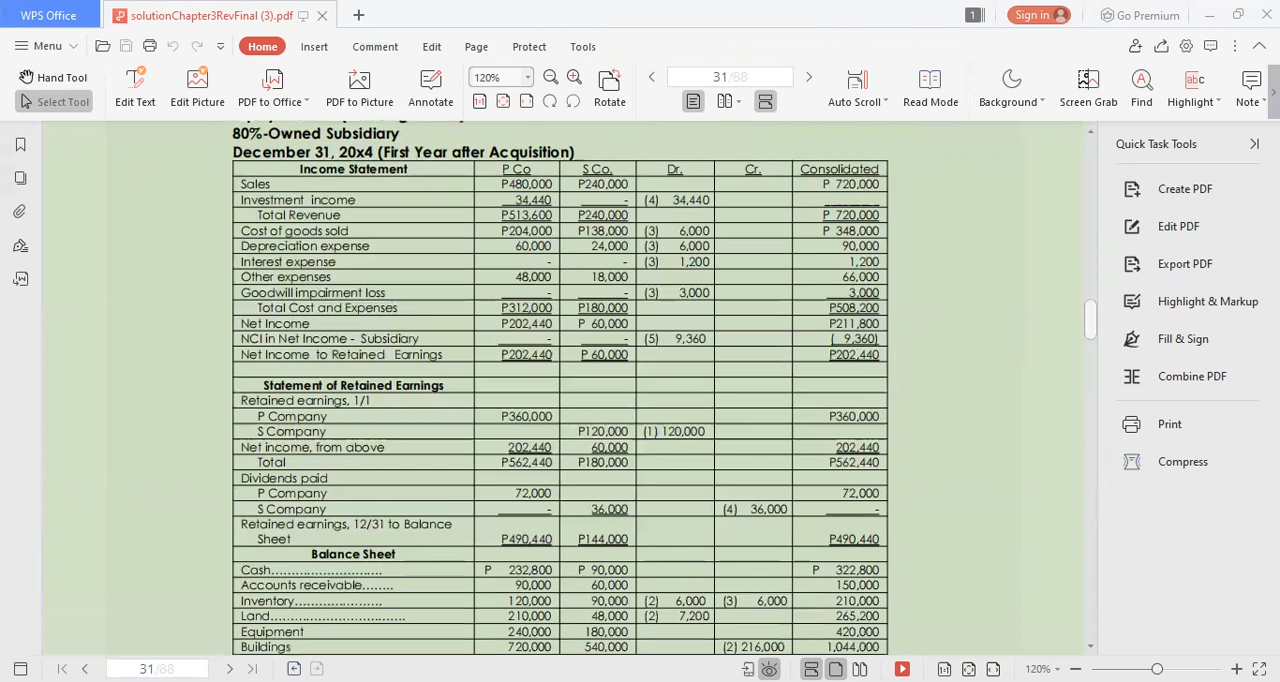 WPS Office
solutionChapter3RevFinal (3).pdf
1
Sign in
Go Premium
Menu
Home
Insert
Comment
Edit
Page
Protect
Tools
Hand Tool
Select Tool
Edit Text
Edit Picture
PDF to Office
PDF to Picture
Annotate
120%
Rotate
31/88
Auto Scroll
Read Mode
Background
Screen Grab
Find
Highlight
Note
80%-Owned Subsidiary
December 31, 20x4 (First Year after Acquisition)
Income Statement P Co S Co. Dr. Cr. Consolidated
Sales P480,000 P240,000 P 720,000
Investment income 34,440 - (4) 34,440 ________
Total Revenue P513,600 P240,000 P 720,000
Cost of goods sold P204,000 P138,000 (3) 6,000 P 348,000
Depreciation expense 60,000 24,000 (3) 6,000 90,000
Interest expense - - (3) 1,200 1,200
Other expenses 48,000 18,000 66,000
Goodwill impairment loss - - (3) 3,000 3,000
Total Cost and Expenses P312,000 P180,000 P508,200
Net Income P202,440 P 60,000 P211,800
NCI in Net Income - Subsidiary - - (5) 9,360 ( 9,360)
Net Income to Retained Earnings P202,440 P 60,000 P202,440
Statement of Retained Earnings
Retained earnings, 1/1
P Company P360,000 P360,000
S Company P120,000 (1) 120,000
Net income, from above 202,440 60,000 202,440
Total P562,440 P180,000 P562,440
Dividends paid
P Company 72,000 72,000
S Company - 36,000 (4) 36,000 -
Retained earnings, 12/31 to Balance
Sheet P490,440 P144,000 P490,440
Balance Sheet
Cash............................ P 232,800 P 90,000 P 322,800
Accounts receivable........ 90,000 60,000 150,000
Inventory...................... 120,000 90,000 (2) 6,000 (3) 6,000 210,000
Land.................................. 210,000 48,000 (2) 7,200 265,200
Equipment 240,000 180,000 420,000
Buildings 720,000 540,000 (2) 216,000 1,044,000
Quick Task Tools
Create PDF
Edit PDF
Export PDF
Highlight & Markup
Fill & Sign
Combine PDF
Print
Compress
31/88
120%